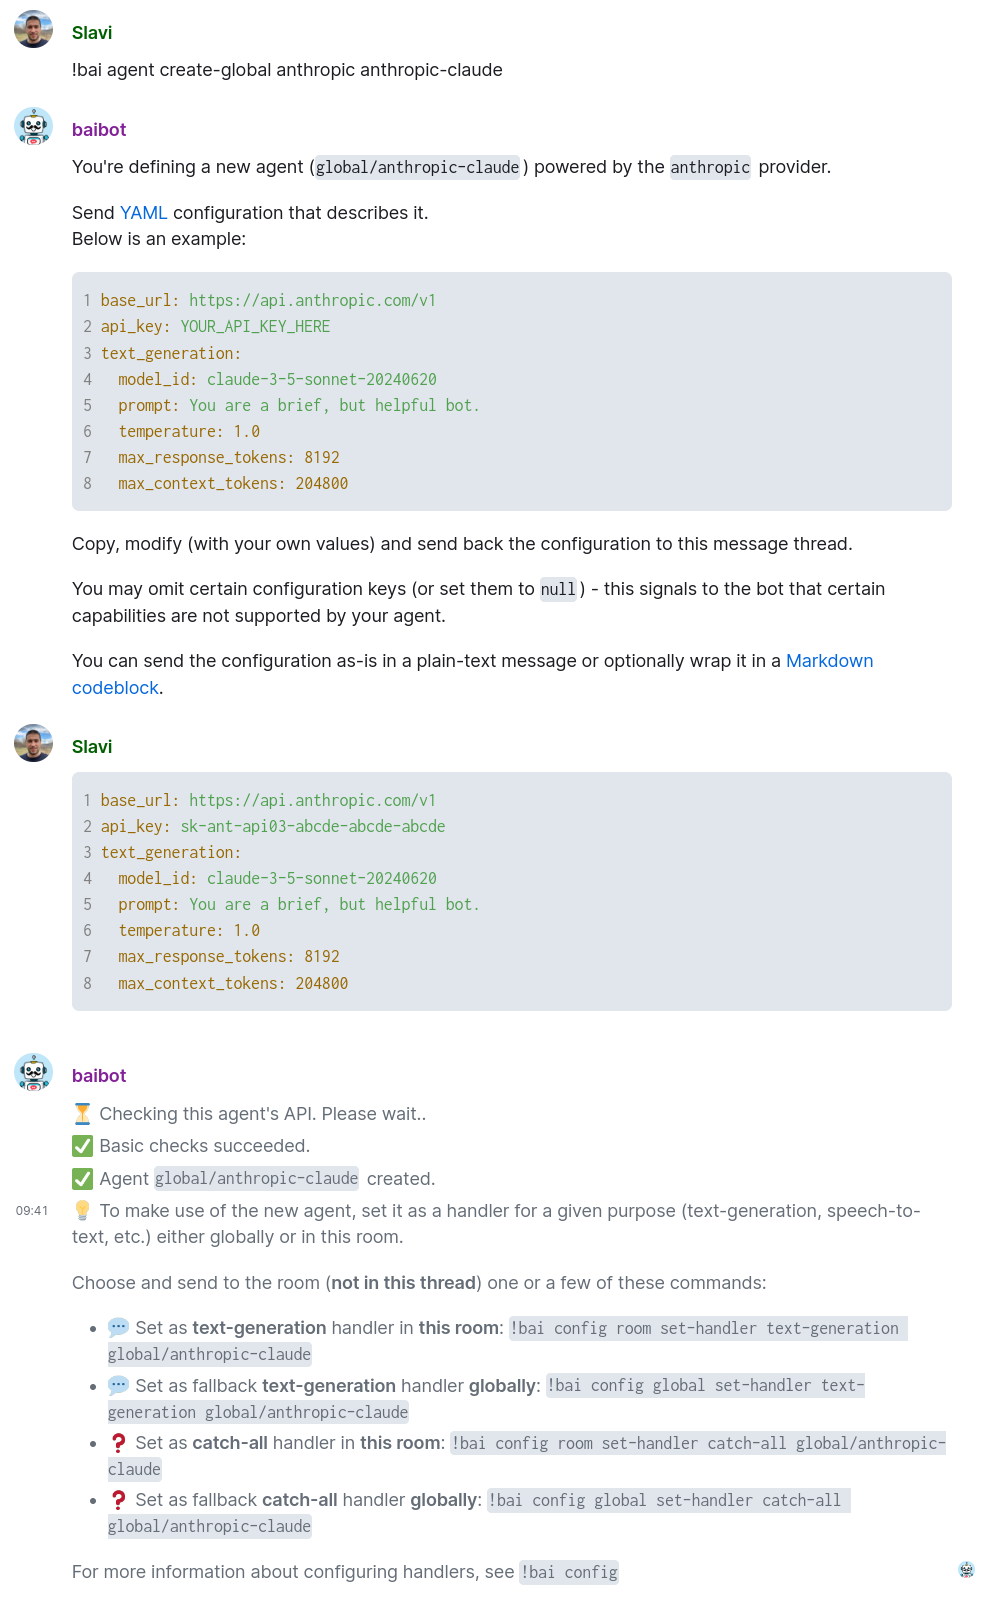 Slavi
!bai agent create-global anthropic anthropic-claude
baibot
You're defining a new agent (global/anthropic-claude) powered by the anthropic provider.
Send YAML configuration that describes it.
Below is an example:
1 base_url: https://api.anthropic.com/v1
2 api_key: YOUR_API_KEY_HERE
3 text_generation:
4   model_id: claude-3-5-sonnet-20240620
5   prompt: You are a brief, but helpful bot.
6   temperature: 1.0
7   max_response_tokens: 8192
8   max_context_tokens: 204800
Copy, modify (with your own values) and send back the configuration to this message thread.
You may omit certain configuration keys (or set them to null) - this signals to the bot that certain
capabilities are not supported by your agent.
You can send the configuration as-is in a plain-text message or optionally wrap it in a Markdown
codeblock.
Slavi
1 base_url: https://api.anthropic.com/v1
2 api_key: sk-ant-api03-abcde-abcde-abcde
3 text_generation:
4   model_id: claude-3-5-sonnet-20240620
5   prompt: You are a brief, but helpful bot.
6   temperature: 1.0
7   max_response_tokens: 8192
8   max_context_tokens: 204800
baibot
⏳ Checking this agent's API. Please wait..
✅ Basic checks succeeded.
✅ Agent global/anthropic-claude created.
09:41 💡 To make use of the new agent, set it as a handler for a given purpose (text-generation, speech-to-
text, etc.) either globally or in this room.
Choose and send to the room (not in this thread) one or a few of these commands:
• 💬 Set as text-generation handler in this room: !bai config room set-handler text-generation
global/anthropic-claude
• 💬 Set as fallback text-generation handler globally: !bai config global set-handler text-
generation global/anthropic-claude
• ❓ Set as catch-all handler in this room: !bai config room set-handler catch-all global/anthropic-
claude
• ❓ Set as fallback catch-all handler globally: !bai config global set-handler catch-all
global/anthropic-claude
For more information about configuring handlers, see !bai config